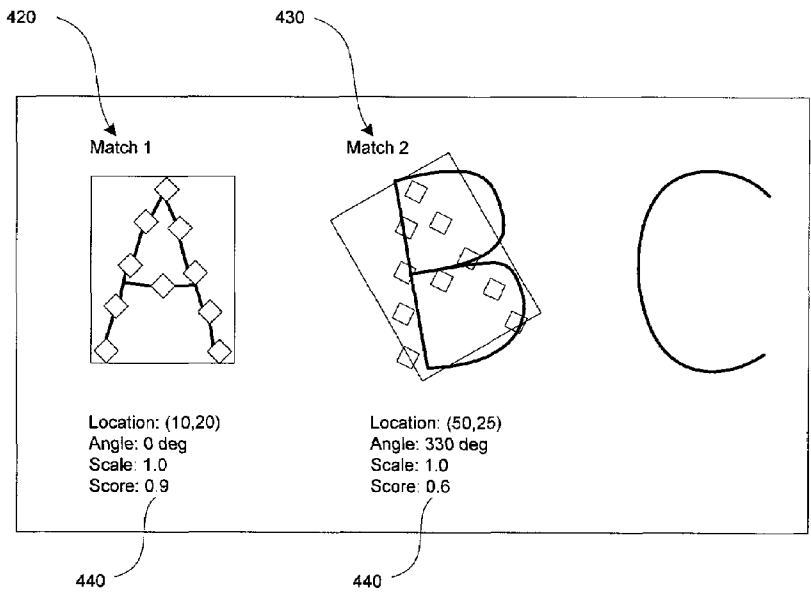 420
430
Match 1
Match 2
A
B
C
Location: (10,20)
Angle: 0 deg
Scale: 1.0
Score: 0.9
Location: (50,25)
Angle: 330 deg
Scale: 1.0
Score: 0.6
440
440